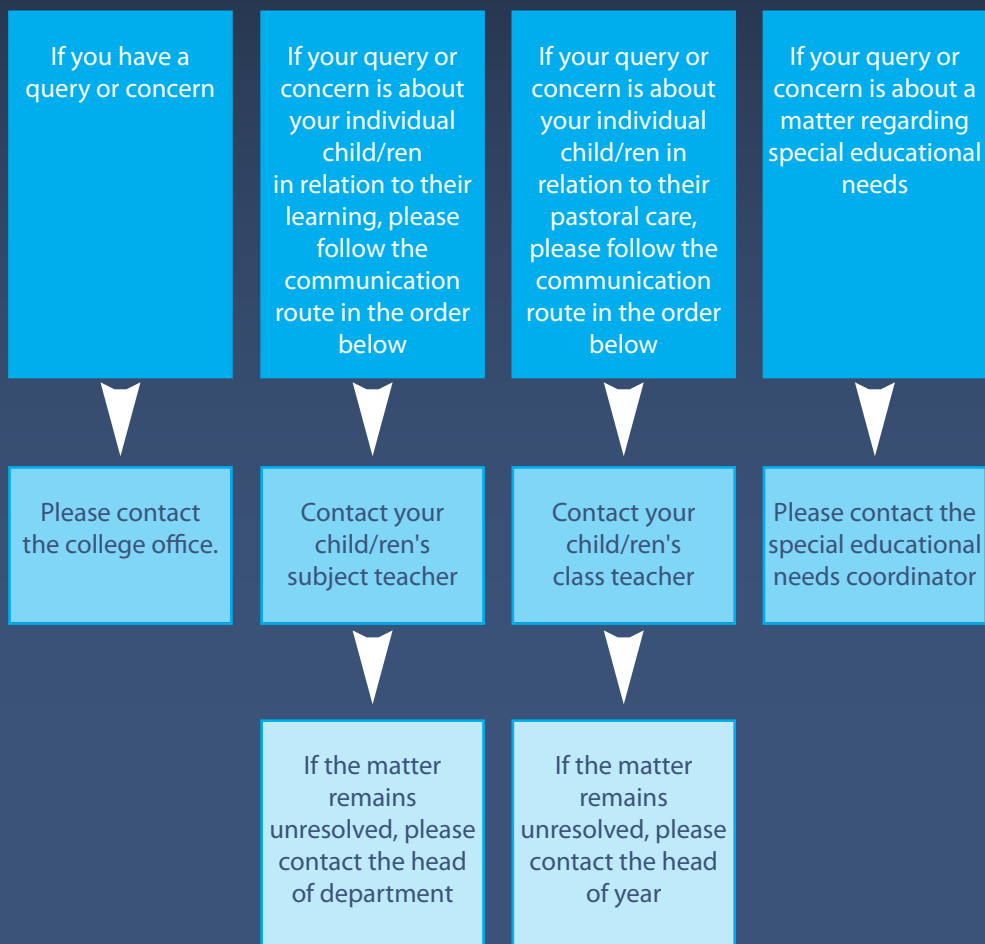 If you have a
query or concern
If your query or
concern is about
your individual
child/ren
in relation to their
learning, please
follow the
communication
route in the order
below
If your query or
concern is about
your individual
child/ren in
relation to their
pastoral care,
please follow the
communication
route in the order
below
If your query or
concern is about a
matter regarding
special educational
needs
Please contact
the college office.
Contact your
child/ren's
subject teacher
Contact your
child/ren's
class teacher
Please contact the
special educational
needs coordinator
If the matter
remains
unresolved, please
contact the head
of department
If the matter
remains
unresolved, please
contact the head
of year